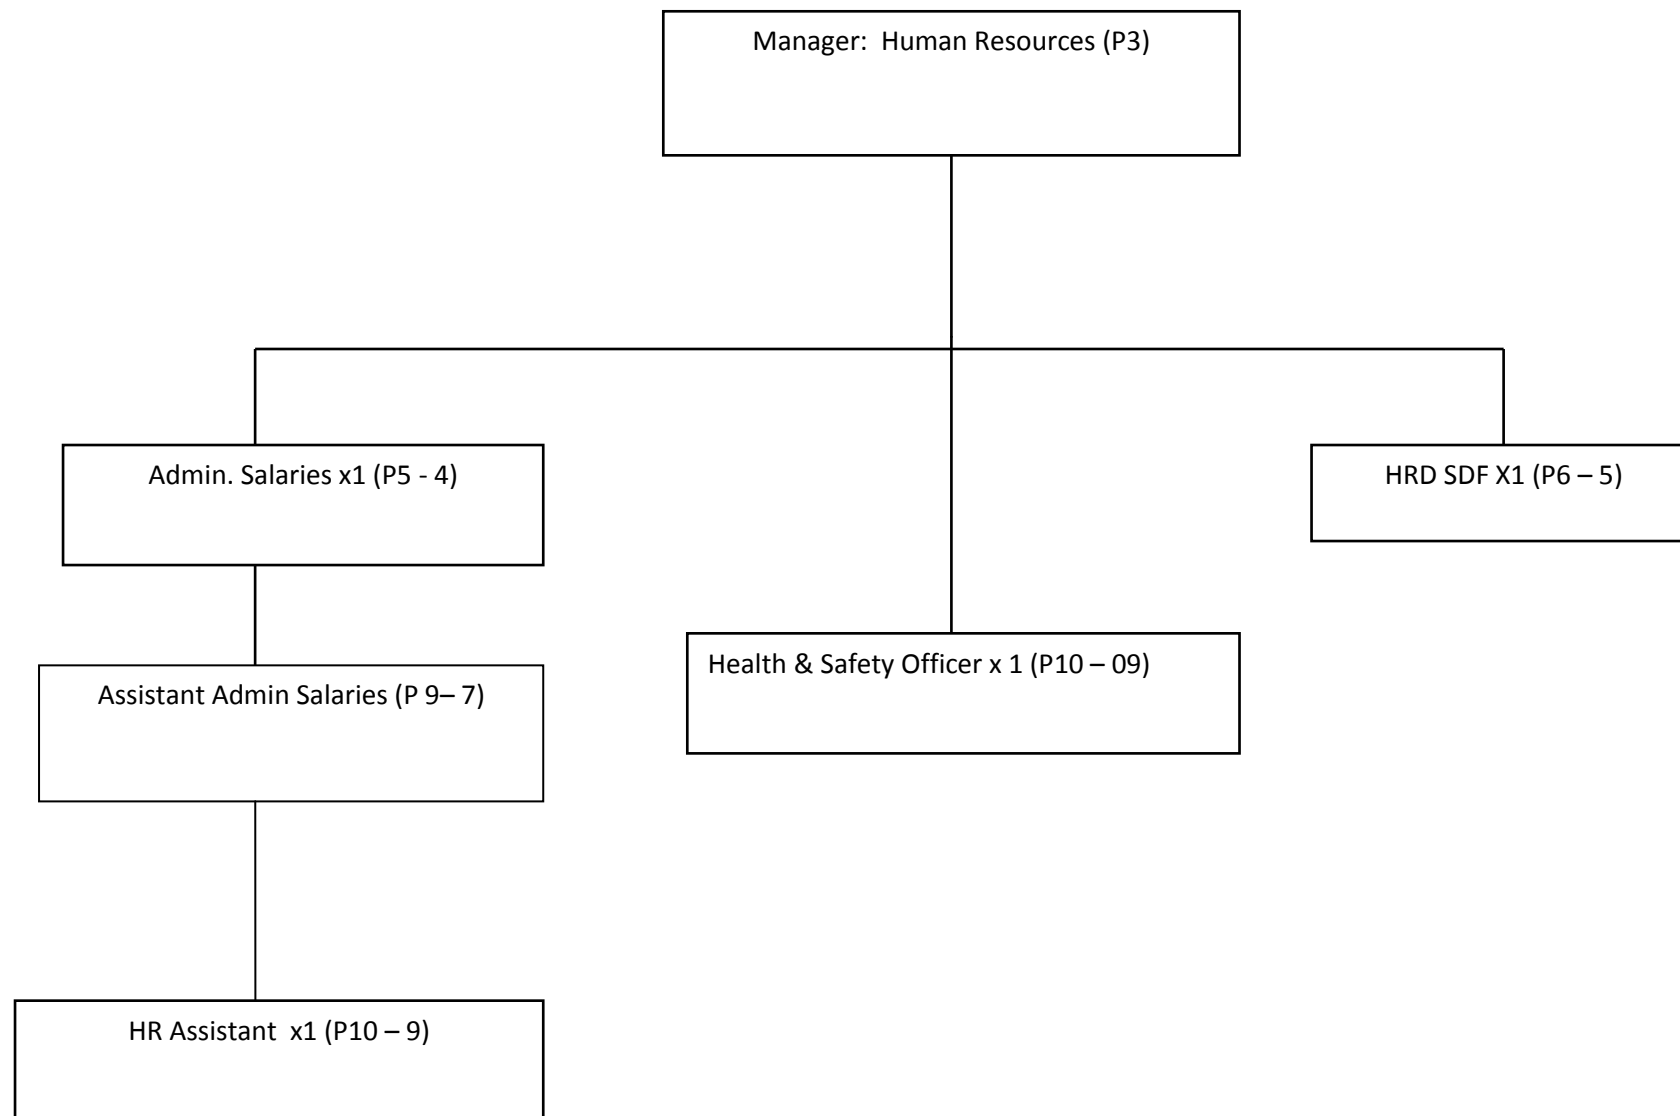 Manager:  Human Resources (P3)
Admin. Salaries x1 (P5 - 4)
HRD SDF X1 (P6 – 5)
Health & Safety Officer x 1 (P10 – 09)
Assistant Admin Salaries (P 9– 7)
HR Assistant  x1 (P10 – 9)